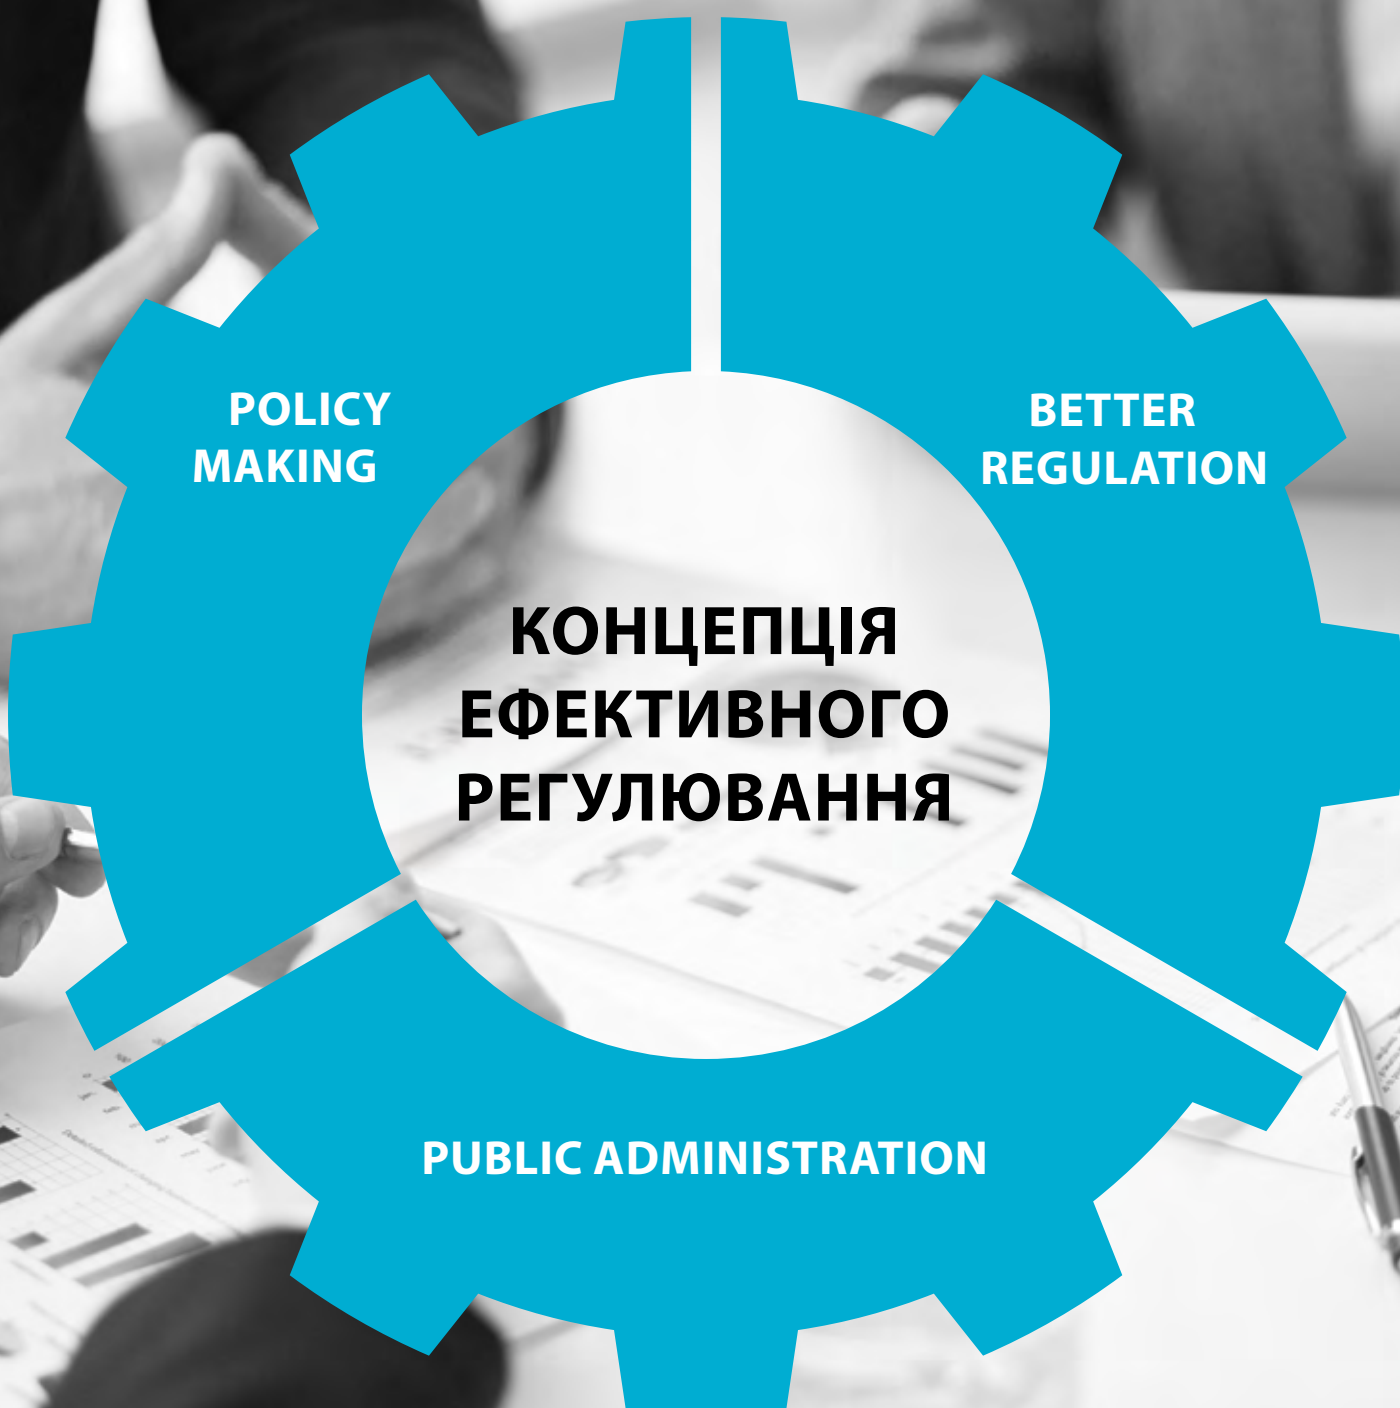 POLICY
MAKING
BETTER
REGULATION
КОНЦЕПЦІЯ
ЕФЕКТИВНОГО
РЕГУЛЮВАННЯ
PUBLIC ADMINISTRATION